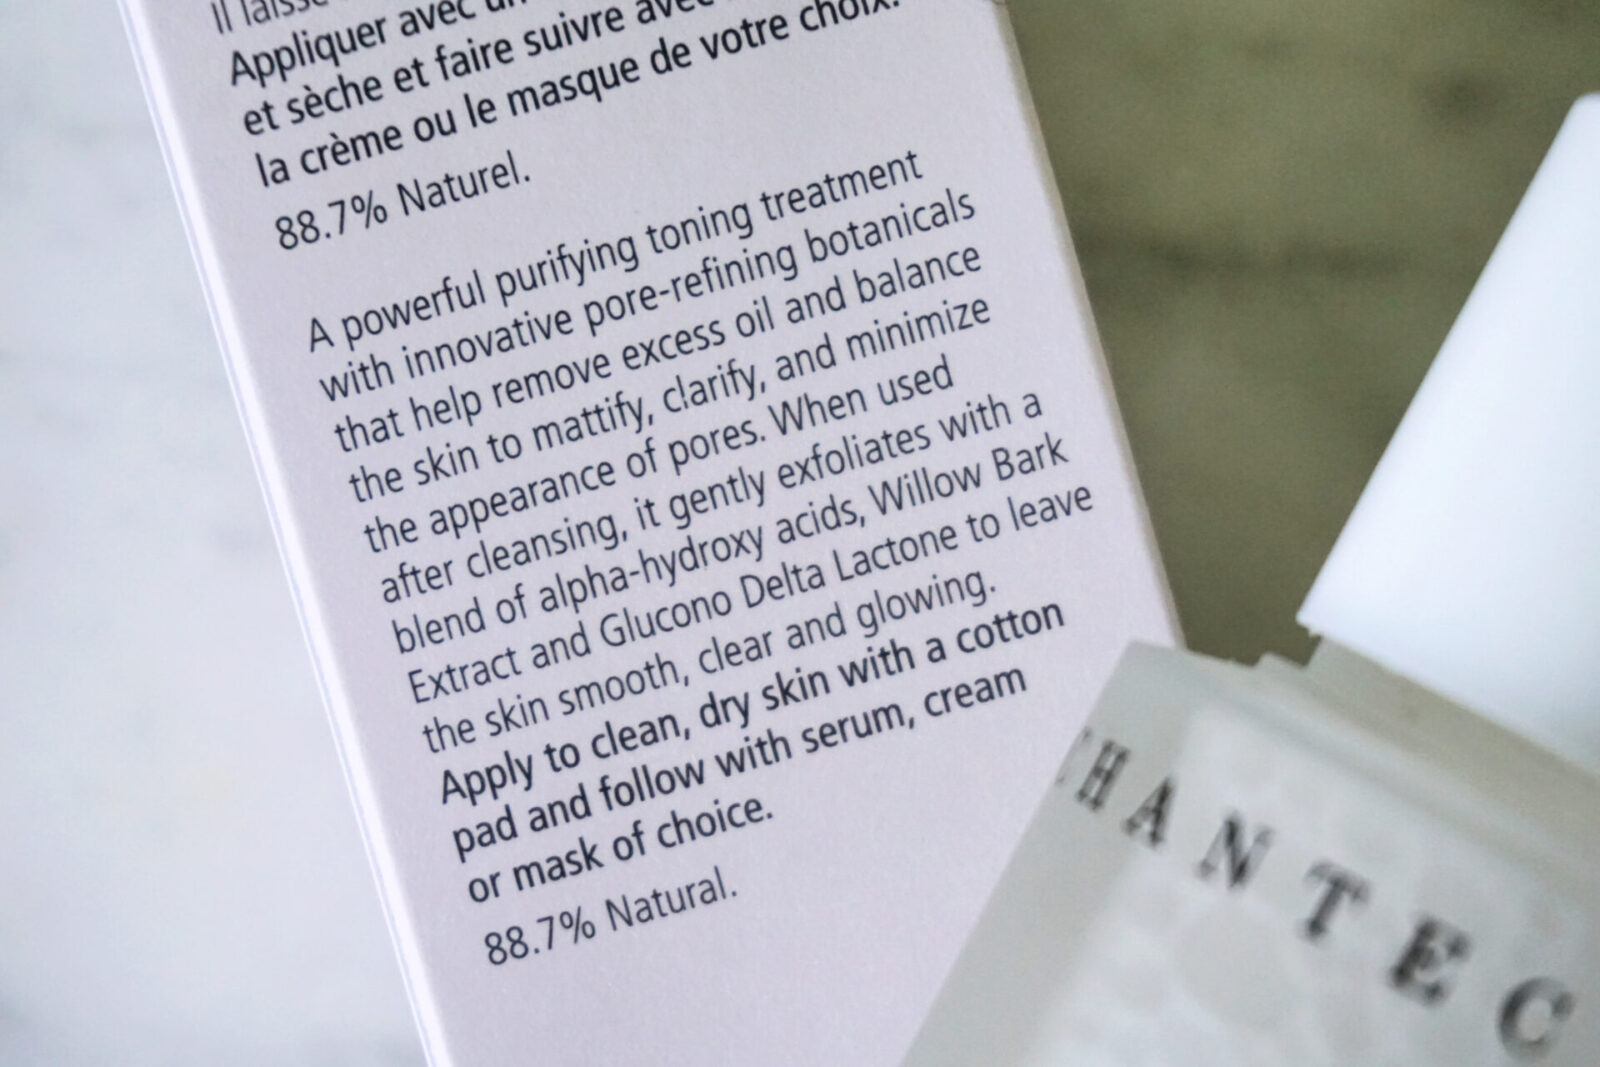 Il laisse
Appliquer avec un
et sèche et faire suivre avec
la crème ou le masque de votre choix.
88.7% Naturel.
A powerful purifying toning treatment
with innovative pore-refining botanicals
that help remove excess oil and balance
the skin to mattify, clarify, and minimize
the appearance of pores. When used
after cleansing, it gently exfoliates with a
blend of alpha-hydroxy acids, Willow Bark
Extract and Glucono Delta Lactone to leave
the skin smooth, clear and glowing.
Apply to clean, dry skin with a cotton
pad and follow with serum, cream
or mask of choice.
88.7% Natural.
CHANTEC